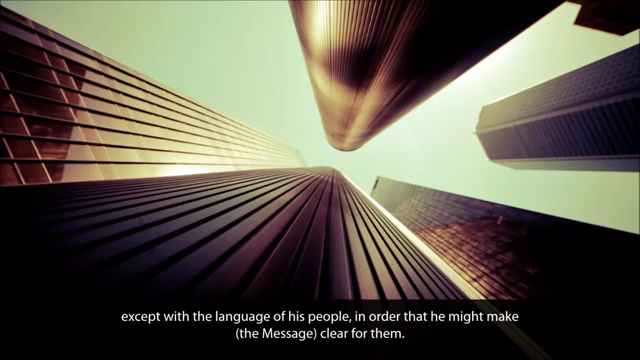 except with the language of his people, in order that he might make
(the Message) clear for them.